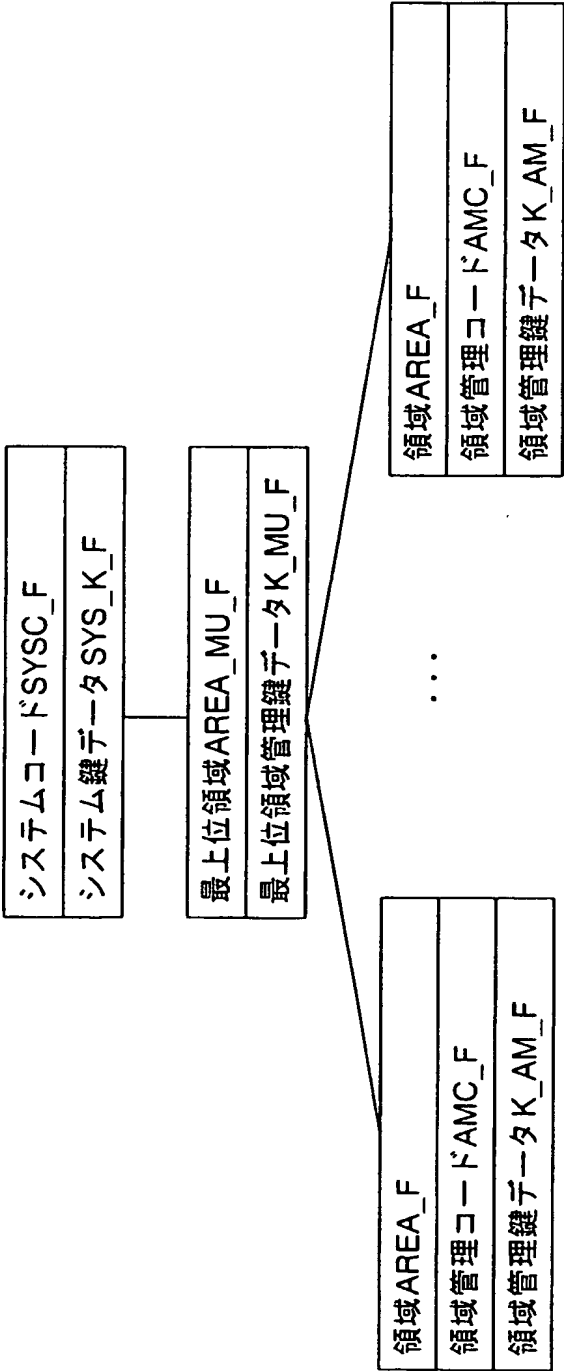 システムコードSYSC_F
システム鍵データSYS_K_F
最上位領域AREA_MU_F
最上位領域管理鍵データK_MU_F
領域AREA_F
領域管理コードAMC_F
領域管理鍵データK_AM_F
...
領域AREA_F
領域管理コードAMC_F
領域管理鍵データK_AM_F